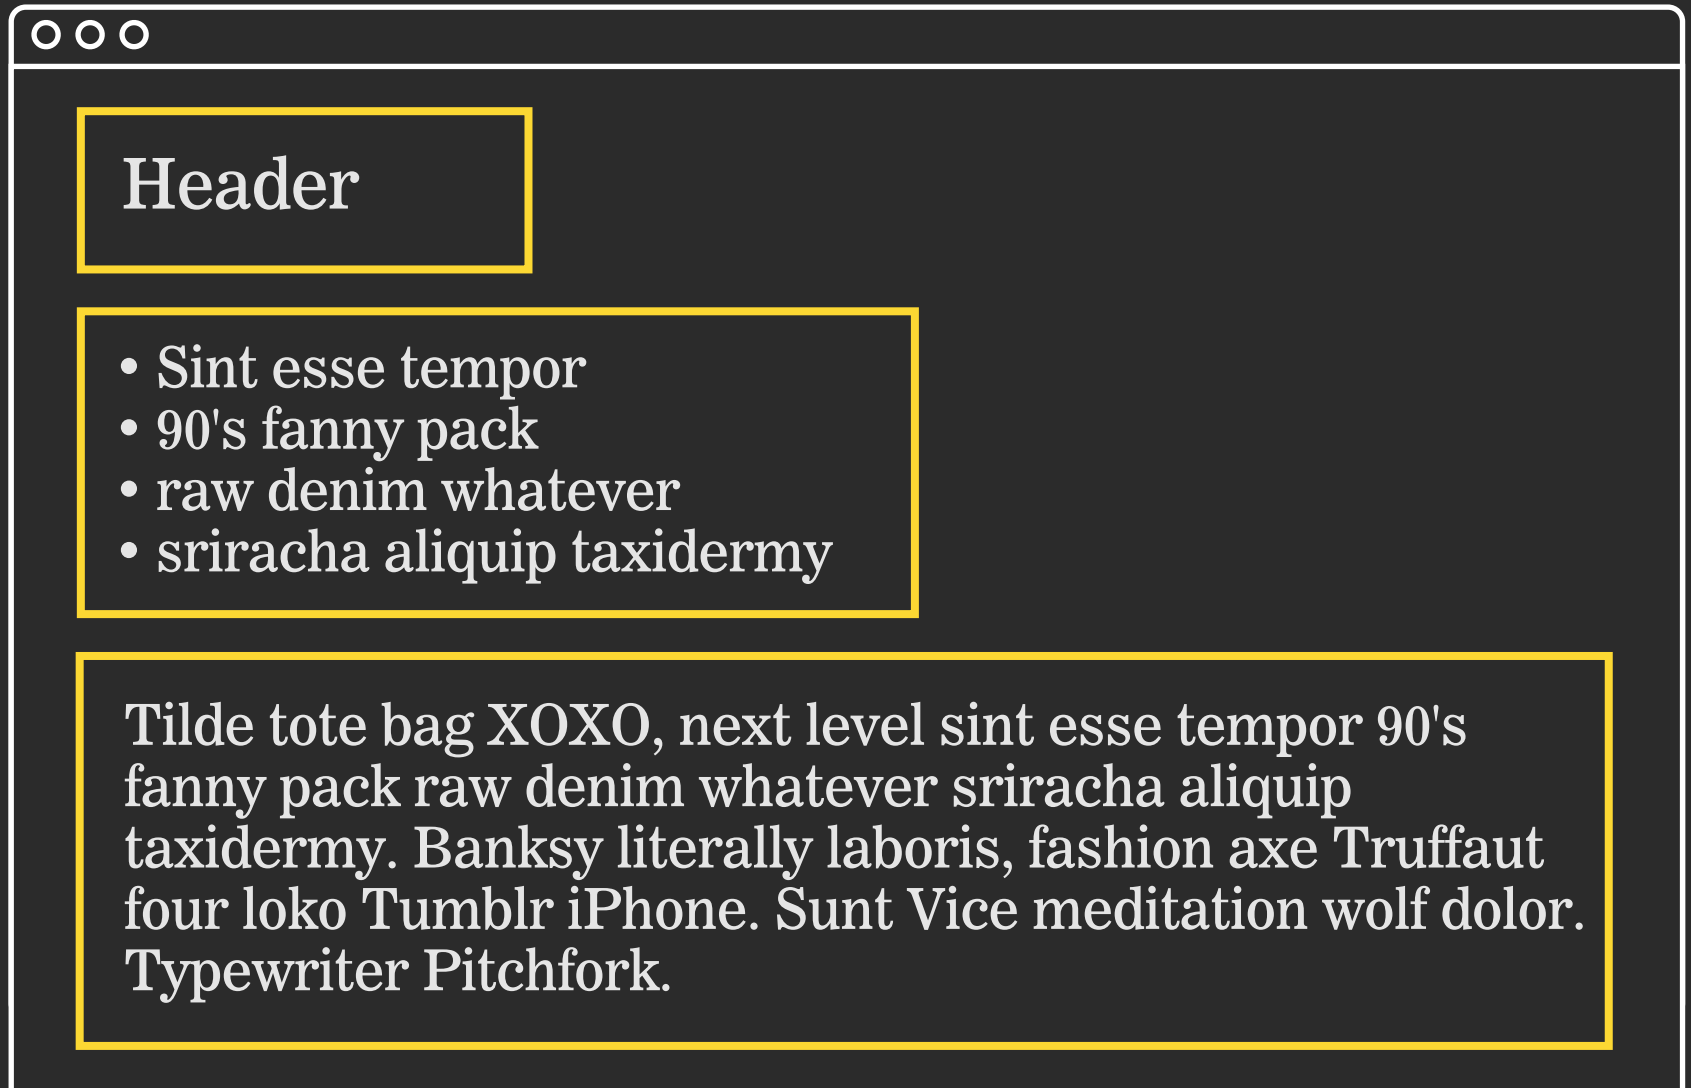 Header
• Sint esse tempor
• 90's fanny pack
• raw denim whatever
• sriracha aliquip taxidermy
Tilde tote bag XOXO, next level sint esse tempor 90's
fanny pack raw denim whatever sriracha aliquip
taxidermy. Banksy literally laboris, fashion axe Truffaut
four loko Tumblr iPhone. Sunt Vice meditation wolf dolor.
Typewriter Pitchfork.